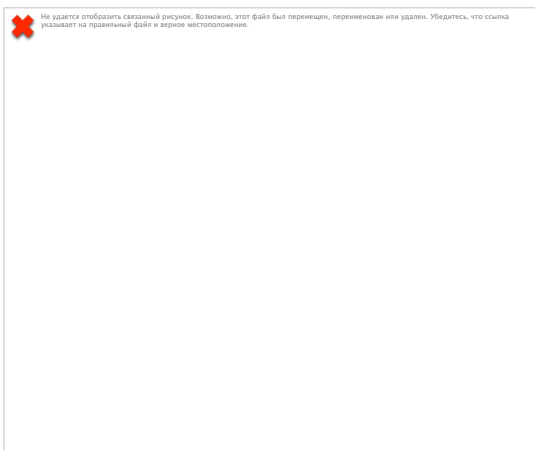 Не удается отобразить связанный рисунок. Возможно, этот файл был перемещен, переименован или удален. Убедитесь, что ссылка
указывает на правильный файл и верное местоположение.